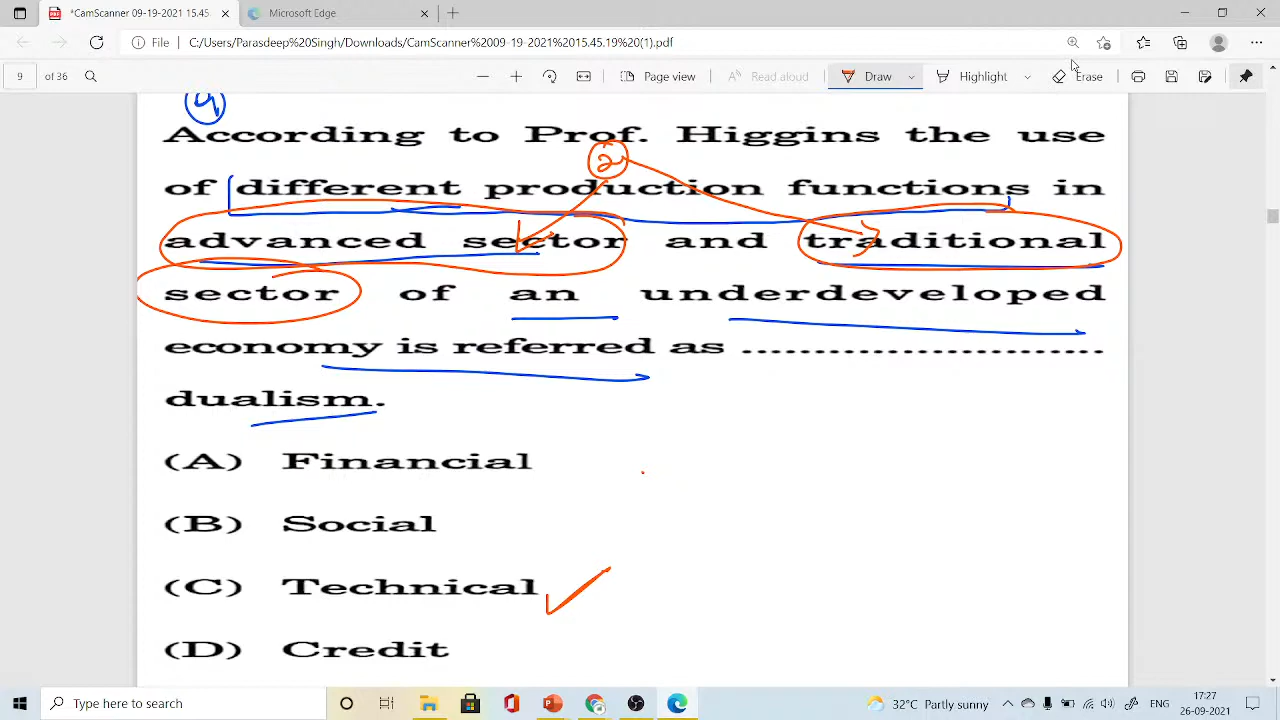 *CamScanner 09-19-2021 15.45.
Microsoft Edge
File
C:/Users/Parasdeep%20Singh/Downloads/CamScanner%2009-19-2021%2015.45.19%20(1).pdf
9 of 36
Page view
Read aloud
Draw
Highlight
Erase
According to Prof. Higgins the use
2
of different production functions in
advanced sector and traditional
sector of an underdeveloped
economy is referred as ..........................
dualism.
(A) Financial
(B) Social
(C) Technical
(D) Credit
Type here to search
32°C Partly sunny
ENG
17:27
26-09-2021